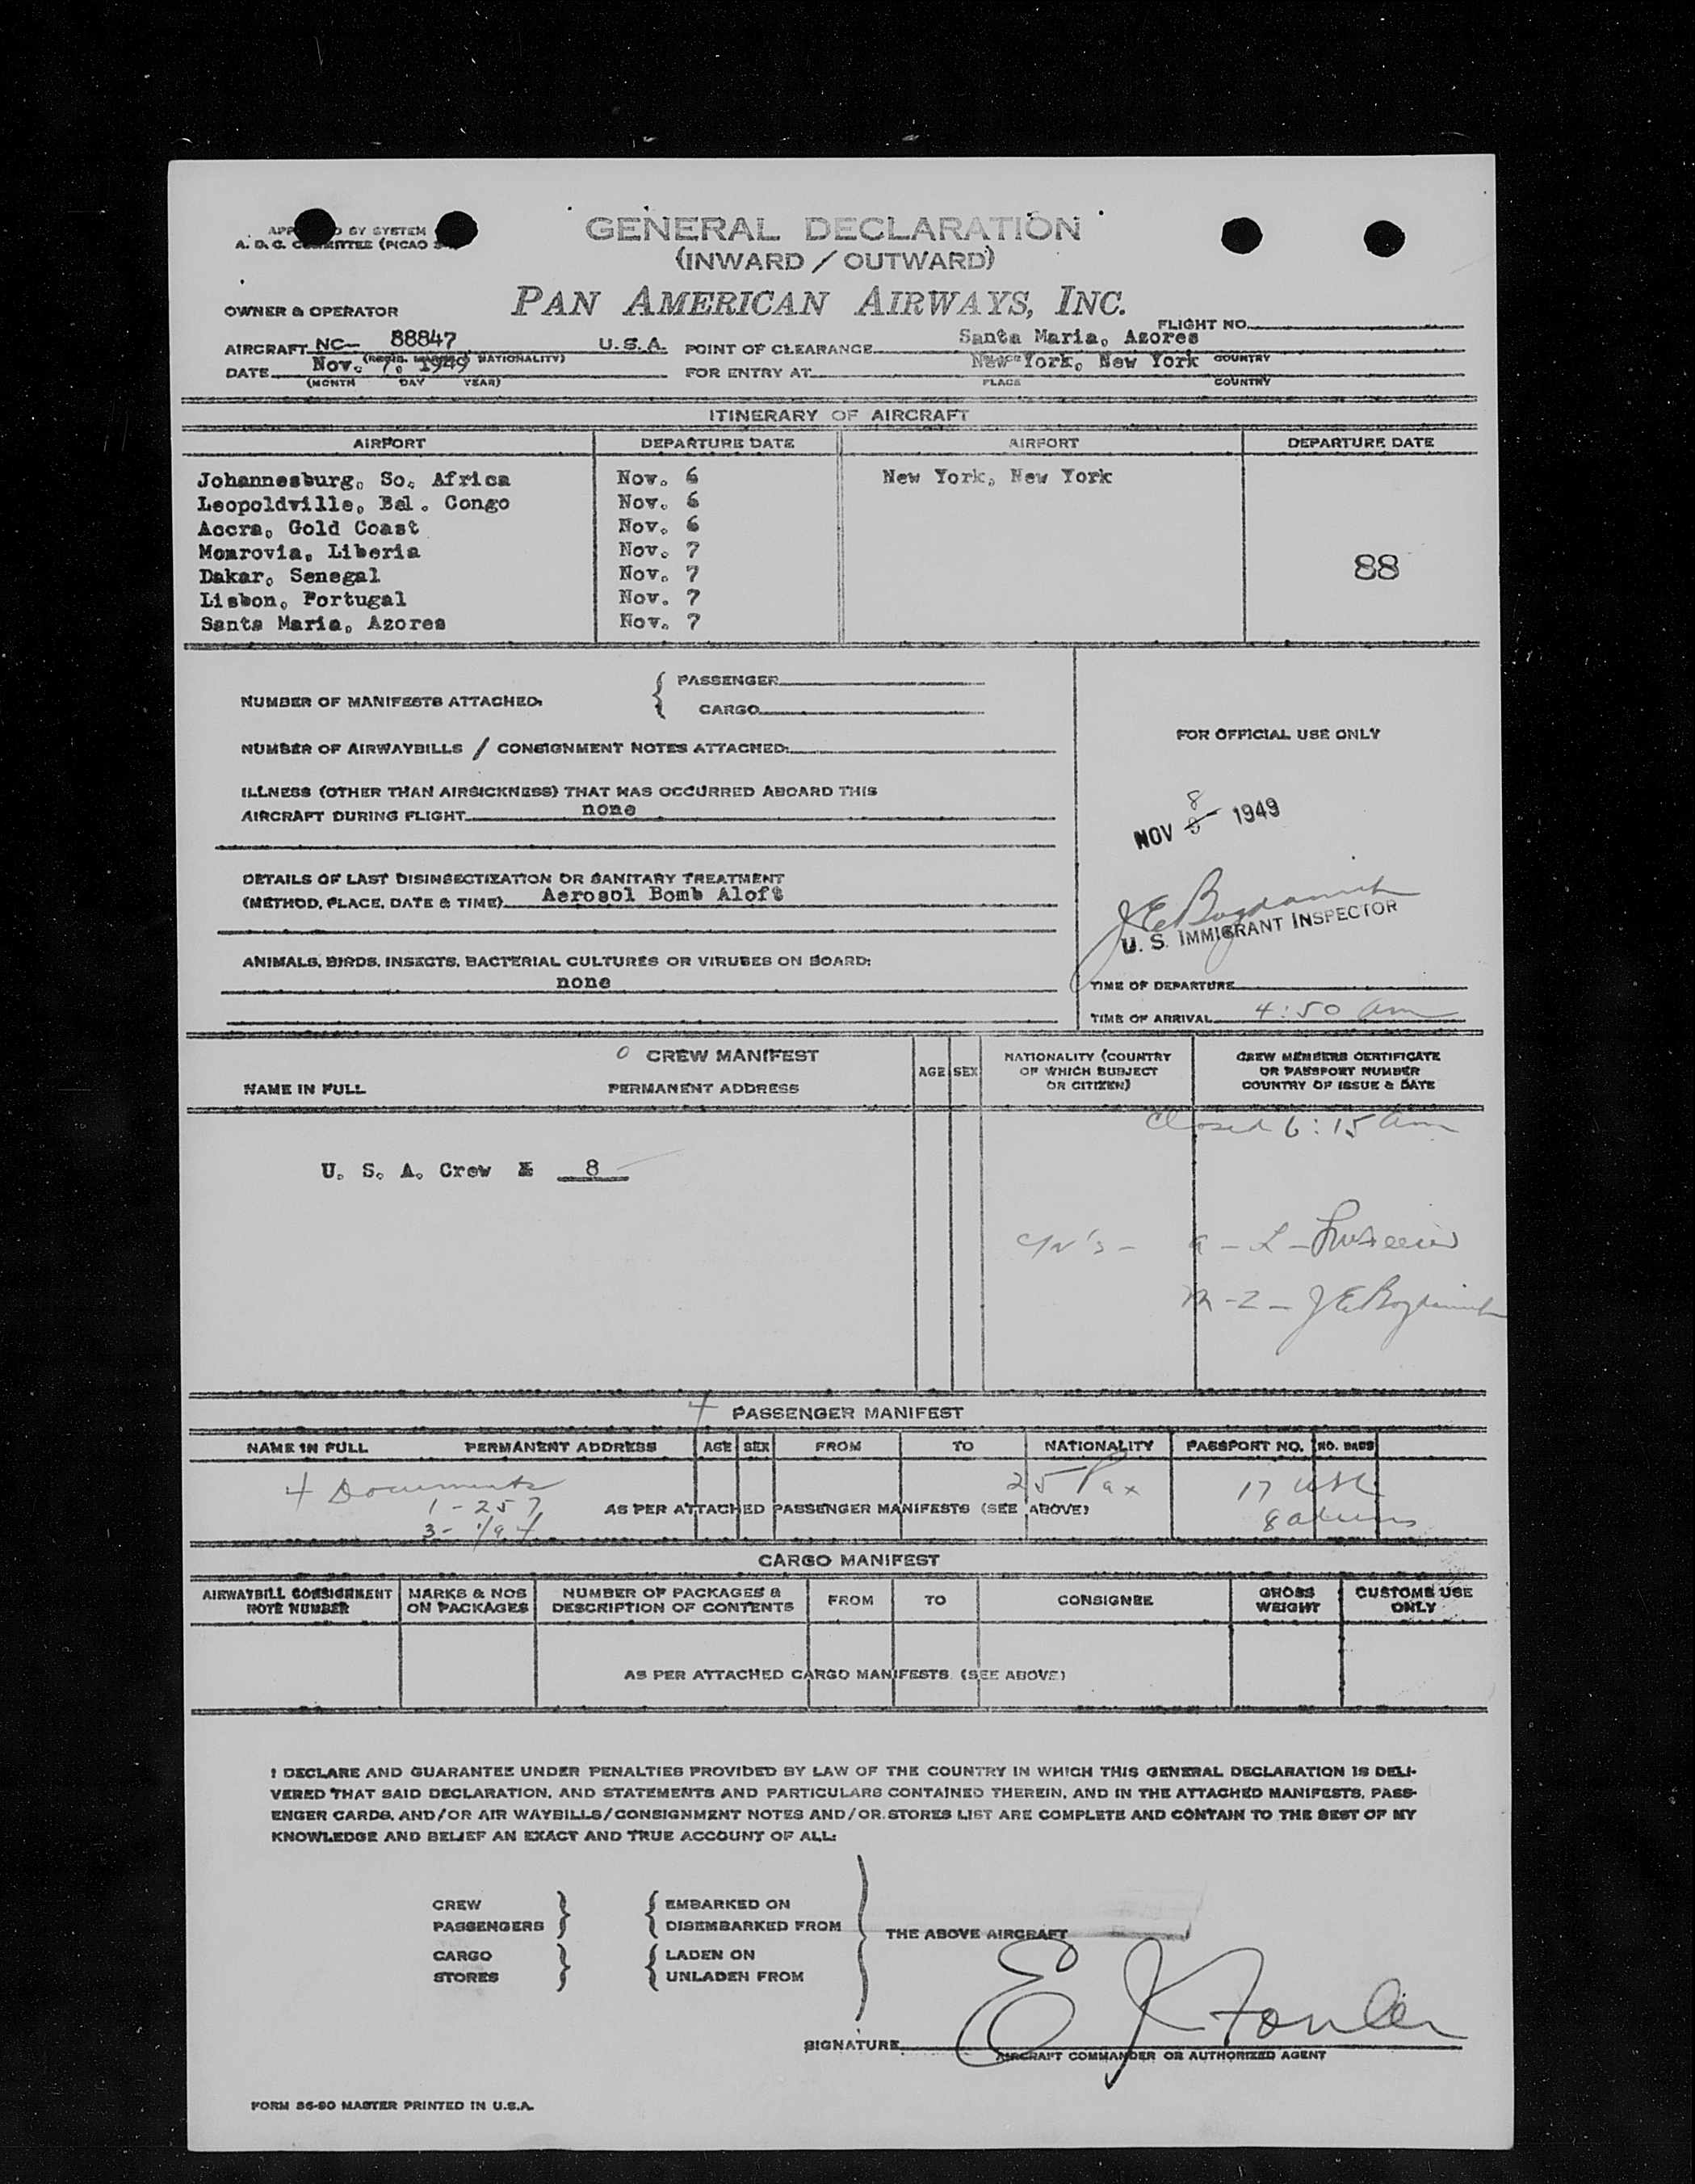 GENERAL DECLARATION
(INWARD / OUTWARD)
BY SYSTEM
A. D. C. (PICAO
PAN AMERICAN AIRWAYS, INC.
OWNER & OPERATOR
FLIGHT NO.
AIRCRAFT NC- 88847 U.S.A. POINT OF CLEARANCE Santa Maria, Azores
(REGIS. MARKS & NATIONALITY) COUNTRY
DATE Nov. 7, 1949 FOR ENTRY AT New York, New York
(MONTH DAY YEAR) PLACE COUNTRY
ITINERARY OF AIRCRAFT
AIRPORT DEPARTURE DATE AIRPORT DEPARTURE DATE
Johannesburg, So. Africa Nov. 6 New York, New York
Leopoldville, Bel. Congo Nov. 6
Accra, Gold Coast Nov. 6
Monrovia, Liberia Nov. 7
88
Dakar, Senegal Nov. 7
Lisbon, Portugal Nov. 7
Santa Maria, Azores Nov. 7
NUMBER OF MANIFESTS ATTACHED: { PASSENGER
CARGO
FOR OFFICIAL USE ONLY
NUMBER OF AIRWAYBILLS / CONSIGNMENT NOTES ATTACHED:
ILLNESS (OTHER THAN AIRSICKNESS) THAT HAS OCCURRED ABOARD THIS
AIRCRAFT DURING FLIGHT none
8
NOV 1949
DETAILS OF LAST DISINSECTIZATION OR SANITARY TREATMENT
(METHOD, PLACE, DATE & TIME) Aerosol Bomb Aloft
U. S. IMMIGRANT INSPECTOR
ANIMALS, BIRDS, INSECTS, BACTERIAL CULTURES OR VIRUSES ON BOARD:
none
TIME OF DEPARTURE
TIME OF ARRIVAL 4:50 am
0 CREW MANIFEST
NAME IN FULL PERMANENT ADDRESS AGE SEX NATIONALITY (COUNTRY OF WHICH SUBJECT OR CITIZEN) CREW MEMBERS CERTIFICATE OR PASSPORT NUMBER COUNTRY OF ISSUE & DATE
Closed 6:15 am
U. S. A. Crew 8
4 PASSENGER MANIFEST
NAME IN FULL PERMANENT ADDRESS AGE SEX FROM TO NATIONALITY PASSPORT NO. NO. BAGS
4 Documents 25 Pax 17 USC
1 - 257 AS PER ATTACHED PASSENGER MANIFESTS (SEE ABOVE)
8 aliens
CARGO MANIFEST
AIRWAYBILL CONSIGNMENT NOTE NUMBER MARKS & NOS ON PACKAGES NUMBER OF PACKAGES & DESCRIPTION OF CONTENTS FROM TO CONSIGNEE GROSS WEIGHT CUSTOMS USE ONLY
AS PER ATTACHED CARGO MANIFESTS (SEE ABOVE)
I DECLARE AND GUARANTEE UNDER PENALTIES PROVIDED BY LAW OF THE COUNTRY IN WHICH THIS GENERAL DECLARATION IS DELI-
VERED THAT SAID DECLARATION, AND STATEMENTS AND PARTICULARS CONTAINED THEREIN, AND IN THE ATTACHED MANIFESTS, PASS-
ENGER CARDS, AND/OR AIR WAYBILLS/CONSIGNMENT NOTES AND/OR STORES LIST ARE COMPLETE AND CONTAIN TO THE BEST OF MY
KNOWLEDGE AND BELIEF AN EXACT AND TRUE ACCOUNT OF ALL:
CREW } { EMBARKED ON
PASSENGERS } { DISEMBARKED FROM
THE ABOVE AIRCRAFT
CARGO } { LADEN ON
STORES } { UNLADEN FROM
SIGNATURE E J Fowler
AIRCRAFT COMMANDER OR AUTHORIZED AGENT
FORM 86-90 MASTER PRINTED IN U.S.A.